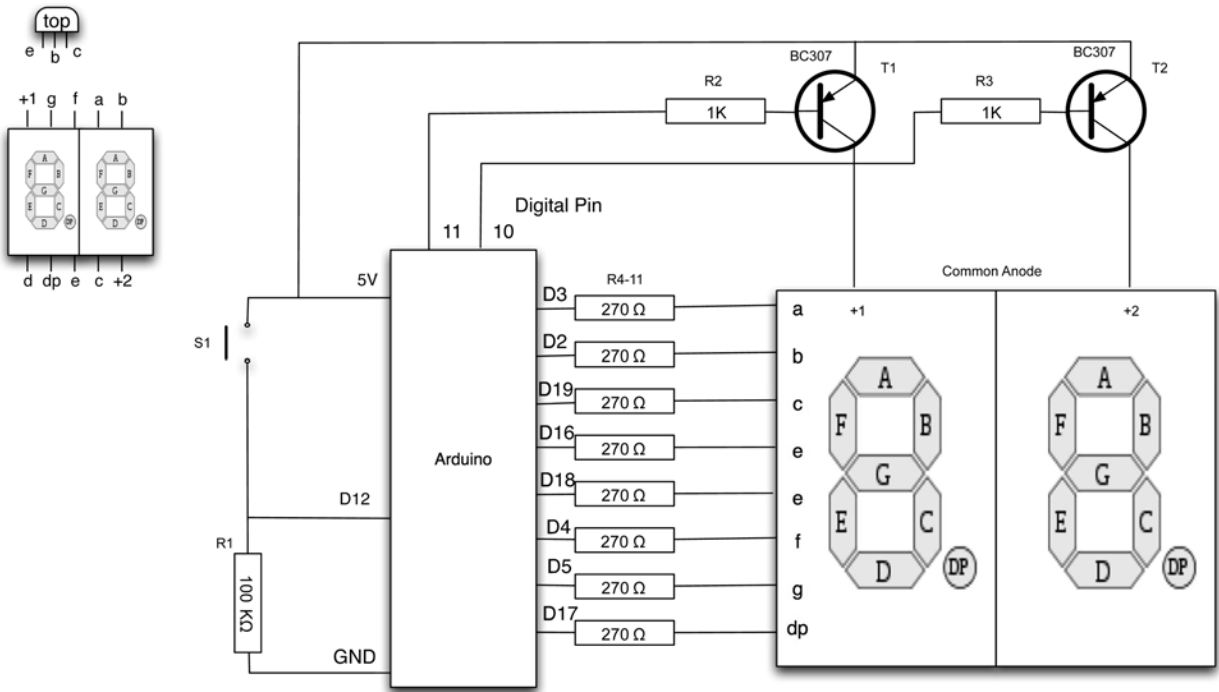 top
e b c
+1 g f a b
A
F B
G
E C
D DP
A
F B
G
E C
D DP
d dp e c +2
BC307
T1
R2
1K
BC307
T2
R3
1K
Digital Pin
11 10
5V
S1
D12
R1
100 KΩ
GND
Arduino
R4-11
D3 270 Ω a
D2 270 Ω b
D19 270 Ω c
D16 270 Ω e
D18 270 Ω e
D4 270 Ω f
D5 270 Ω g
D17 270 Ω dp
Common Anode
+1 +2
A
F B
G
E C
D DP
A
F B
G
E C
D DP